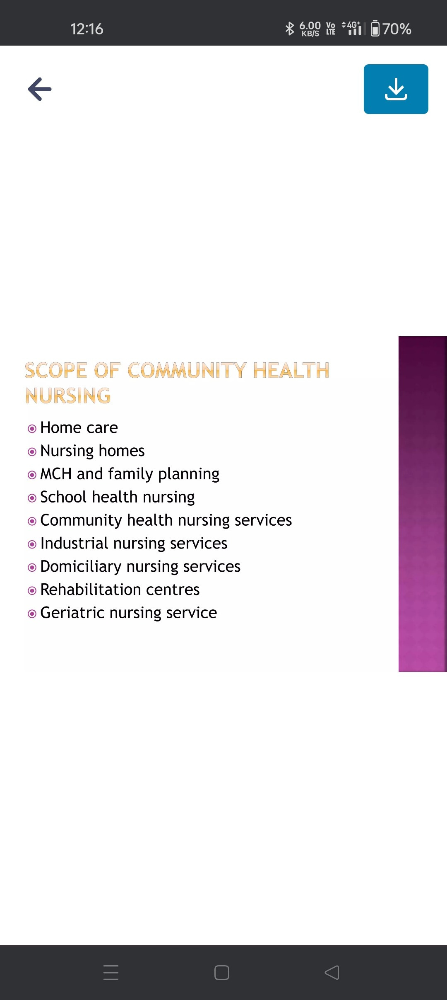 12:16
6.00 KB/S Vo LTE 4G+ 70%
SCOPE OF COMMUNITY HEALTH
NURSING
Home care
Nursing homes
MCH and family planning
School health nursing
Community health nursing services
Industrial nursing services
Domiciliary nursing services
Rehabilitation centres
Geriatric nursing service